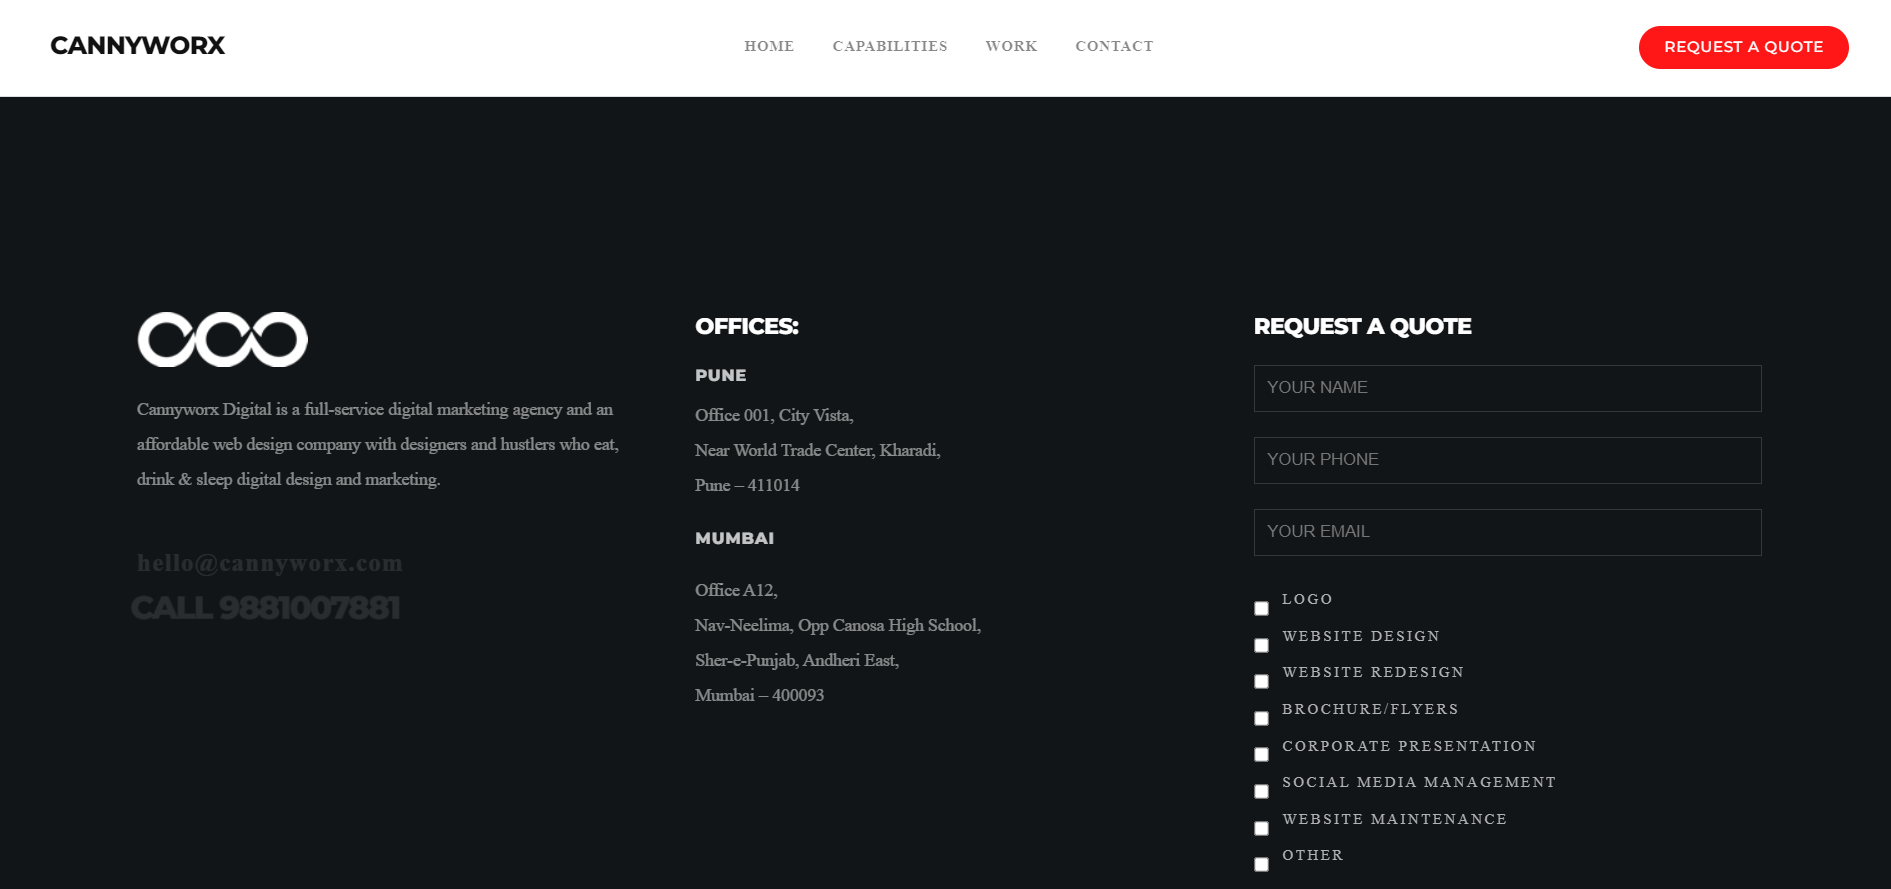 CANNYWORX
HOME CAPABILITIES WORK CONTACT
REQUEST A QUOTE
Cannyworx Digital is a full-service digital marketing agency and an
affordable web design company with designers and hustlers who eat,
drink & sleep digital design and marketing.
hello@cannyworx.com
CALL 9881007881
OFFICES:
PUNE
Office 001, City Vista,
Near World Trade Center, Kharadi,
Pune – 411014
MUMBAI
Office A12,
Nav-Neelima, Opp Canosa High School,
Sher-e-Punjab, Andheri East,
Mumbai – 400093
REQUEST A QUOTE
YOUR NAME
YOUR PHONE
YOUR EMAIL
LOGO
WEBSITE DESIGN
WEBSITE REDESIGN
BROCHURE/FLYERS
CORPORATE PRESENTATION
SOCIAL MEDIA MANAGEMENT
WEBSITE MAINTENANCE
OTHER